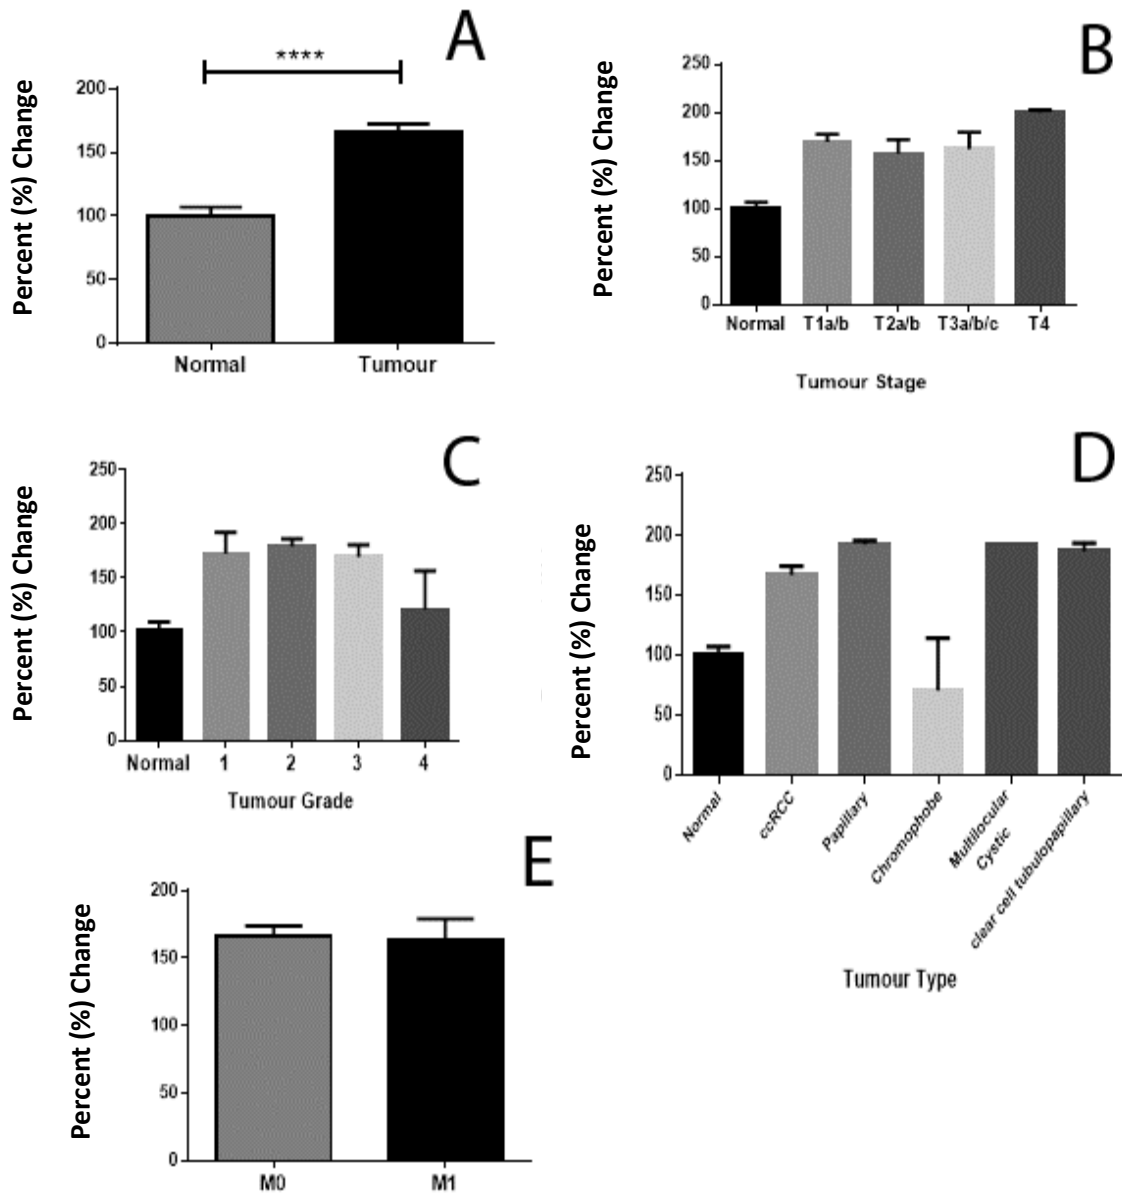 A
****
Percent (%) Change
200
150
100
50
0
Normal Tumour
B
Percent (%) Change
250
200
150
100
50
0
Normal T1a/b T2a/b T3a/b/c T4
Tumour Stage
C
Percent (%) Change
250
200
150
100
50
0
Normal 1 2 3 4
Tumour Grade
D
Percent (%) Change
250
200
150
100
50
0
Normal
ccRCC
Papillary
Chromophobe
Multilocular
Cystic
clear cell tubulopapillary
Tumour Type
E
Percent (%) Change
200
150
100
50
0
M0 M1